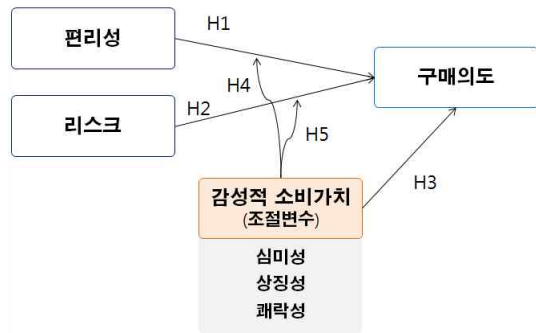 편리성
H1
구매의도
H4
리스크
H2
H5
H3
감성적 소비가치
(조절변수)
심미성
상징성
쾌락성